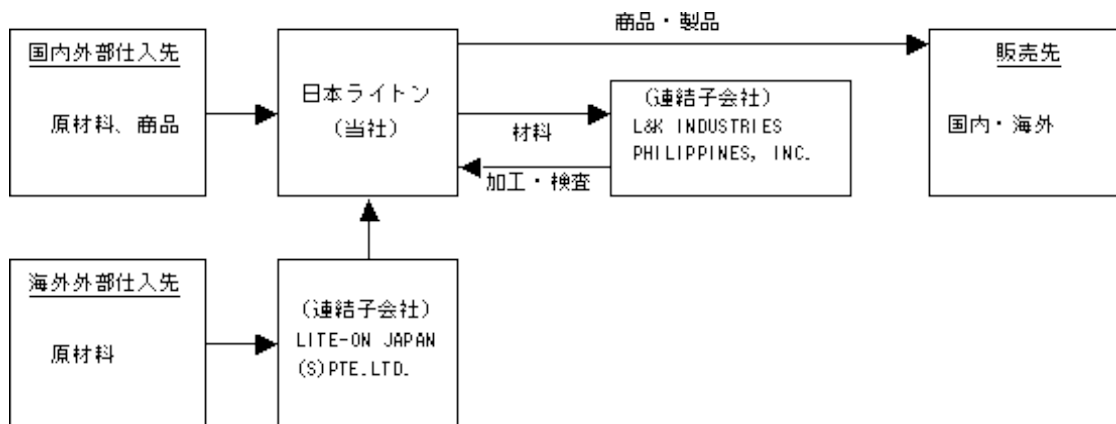 商品・製品
国内外部仕入先
原材料、商品
日本ライトン
(当社)
材料
加工・検査
(連結子会社)
L&K INDUSTRIES
PHILIPPINES, INC.
販売先
国内・海外
海外外部仕入先
原材料
(連結子会社)
LITE-ON JAPAN
(S)PTE.LTD.